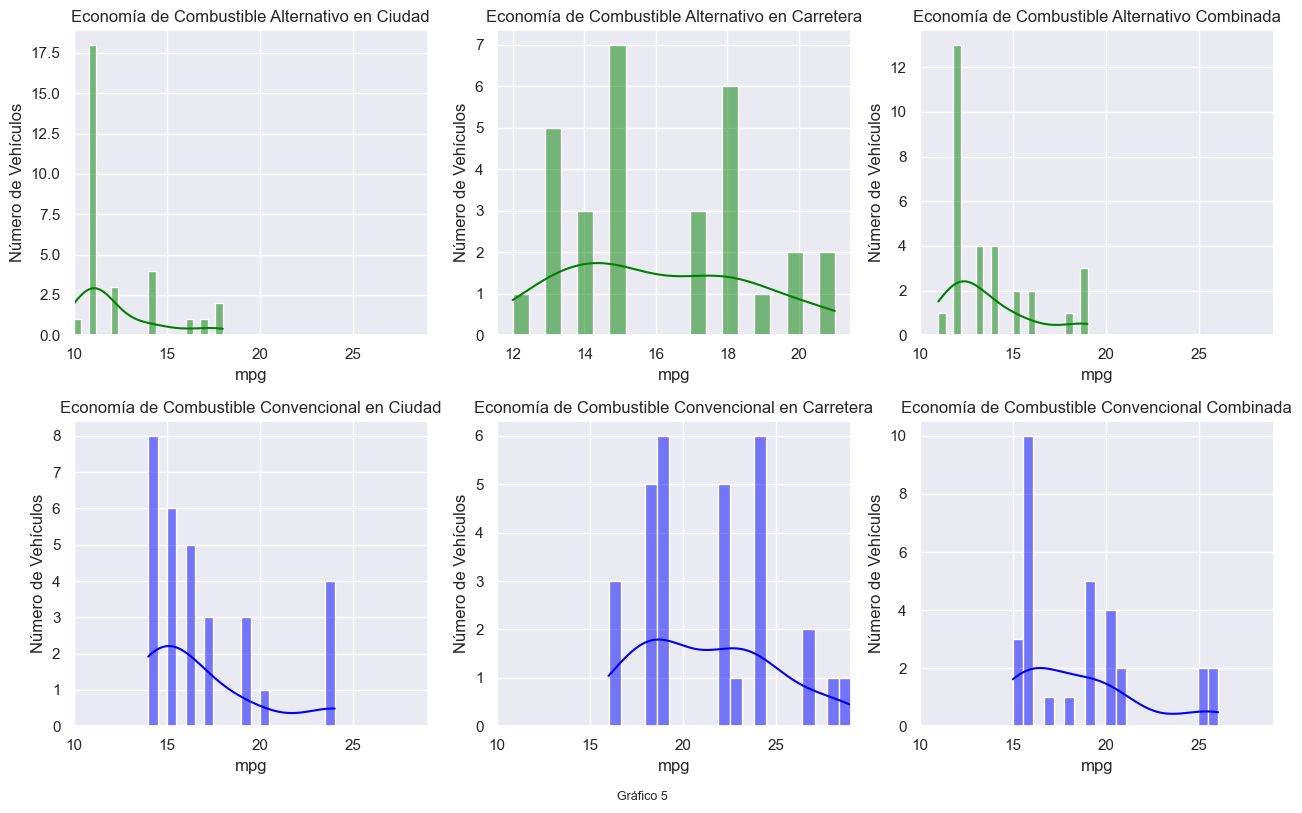 Economía de Combustible Alternativo en Ciudad
Número de Vehículos
17.5
15.0
12.5
10.0
7.5
5.0
2.5
0.0
10 15 20 25
mpg
Economía de Combustible Alternativo en Carretera
Número de Vehículos
7
6
5
4
3
2
1
0
12 14 16 18 20
mpg
Economía de Combustible Alternativo Combinada
Número de Vehículos
12
10
8
6
4
2
0
10 15 20 25
mpg
Economía de Combustible Convencional en Ciudad
Número de Vehículos
8
7
6
5
4
3
2
1
0
10 15 20 25
mpg
Economía de Combustible Convencional en Carretera
Número de Vehículos
6
5
4
3
2
1
0
10 15 20 25
mpg
Economía de Combustible Convencional Combinada
Número de Vehículos
10
8
6
4
2
0
10 15 20 25
mpg
Gráfico 5